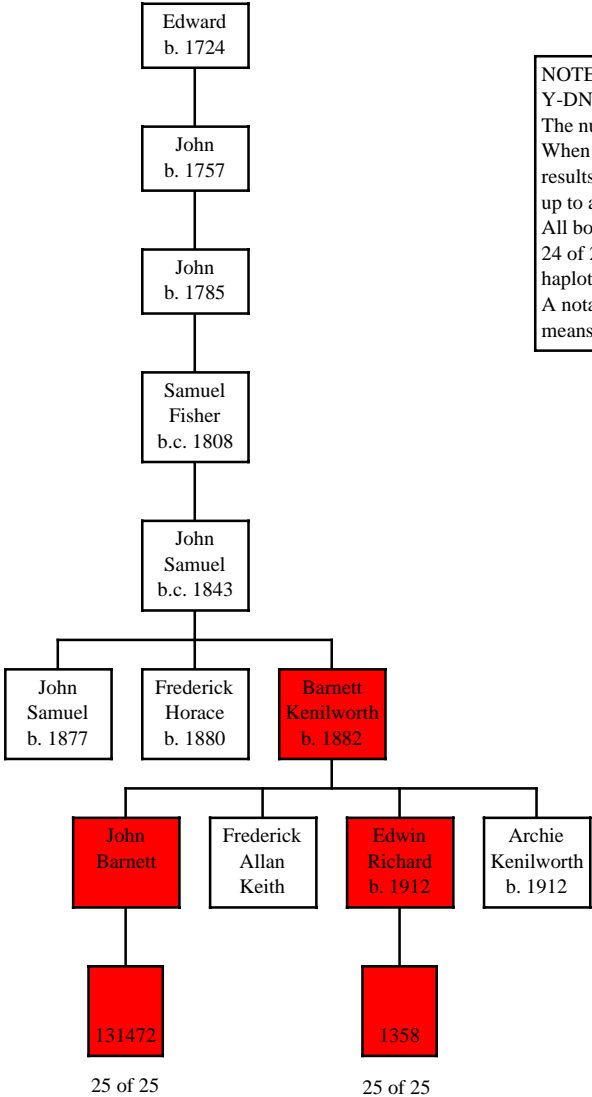 Edward
b. 1724
NOTE
Y-DN
The nu
When
results
up to a
All bo
24 of 2
haplot
A nota
means
John
b. 1757
John
b. 1785
Samuel
Fisher
b.c. 1808
John
Samuel
b.c. 1843
John
Samuel
b. 1877
Frederick
Horace
b. 1880
Barnett
Kenilworth
b. 1882
John
Barnett
Frederick
Allan
Keith
Edwin
Richard
b. 1912
Archie
Kenilworth
b. 1912
131472
1358
25 of 25
25 of 25